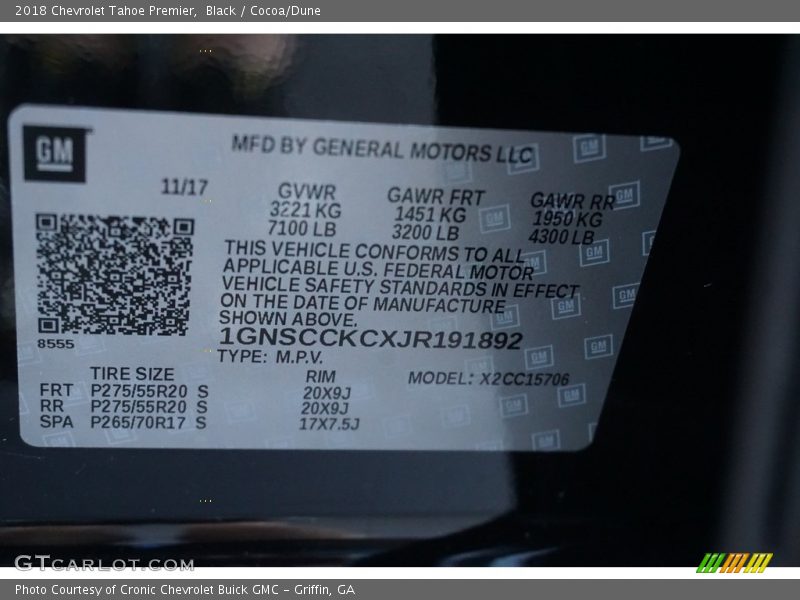 2018 Chevrolet Tahoe Premier, Black / Cocoa/Dune
GM
MFD BY GENERAL MOTORS LLC
11/17
GVWR GAWR FRT GAWR RR
3221 KG 1451 KG 1950 KG
7100 LB 3200 LB 4300 LB
THIS VEHICLE CONFORMS TO ALL
APPLICABLE U.S. FEDERAL MOTOR
VEHICLE SAFETY STANDARDS IN EFFECT
ON THE DATE OF MANUFACTURE
SHOWN ABOVE.
8555
1GNSCCKCXJR191892
TYPE: M.P.V.
TIRE SIZE RIM MODEL: X2CC15706
FRT P275/55R20 S 20X9J
RR P275/55R20 S 20X9J
SPA P265/70R17 S 17X7.5J
GTCARLOT.COM
Photo Courtesy of Cronic Chevrolet Buick GMC - Griffin, GA